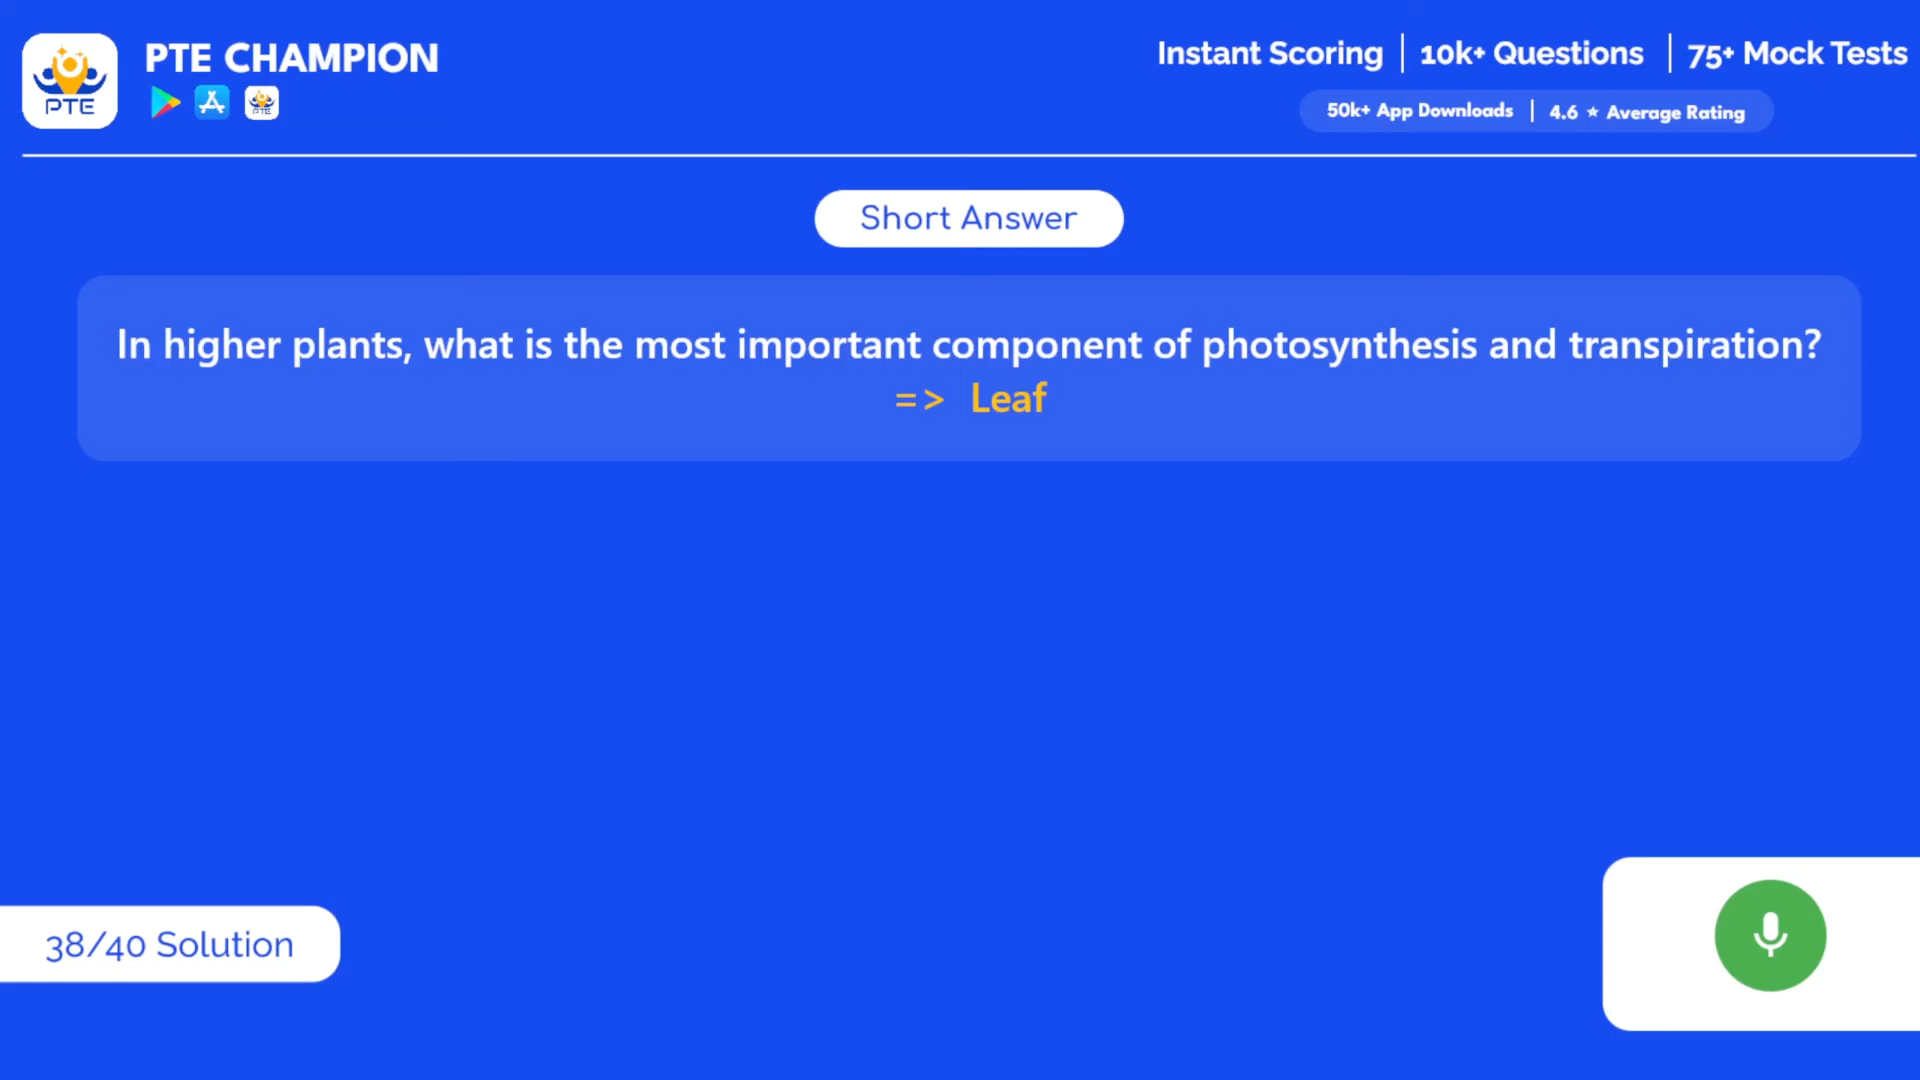 PTE CHAMPION
PTE
PTE
Instant Scoring | 10k+ Questions | 75+ Mock Tests
50k+ App Downloads | 4.6 ★ Average Rating
Short Answer
In higher plants, what is the most important component of photosynthesis and transpiration?
=> Leaf
38/40 Solution